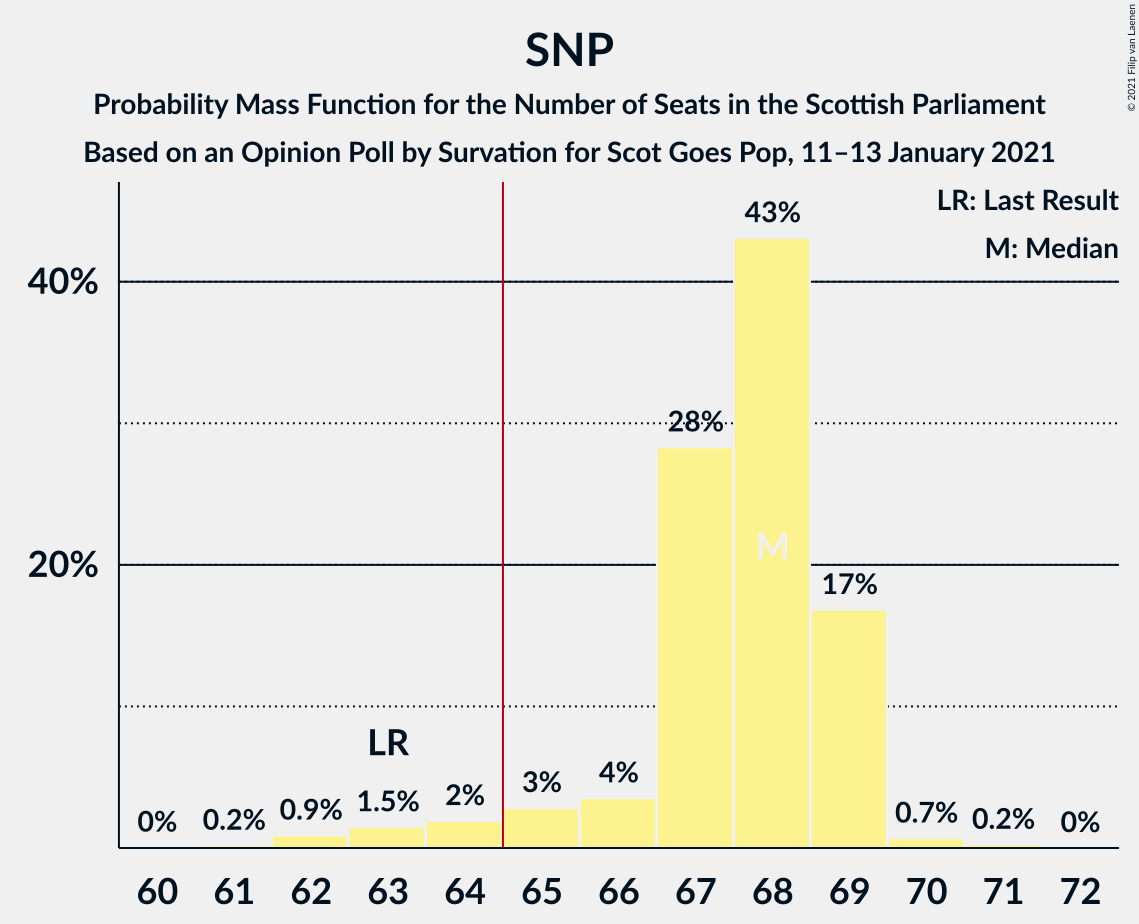 SNP
Probability Mass Function for the Number of Seats in the Scottish Parliament
Based on an Opinion Poll by Survation for Scot Goes Pop, 11–13 January 2021
© 2021 Filip van Laenen
LR: Last Result
M: Median
40%
20%
0%
0.2%
0.9%
1.5%
2%
3%
4%
28%
43%
17%
0.7%
0.2%
0%
LR
M
60 61 62 63 64 65 66 67 68 69 70 71 72